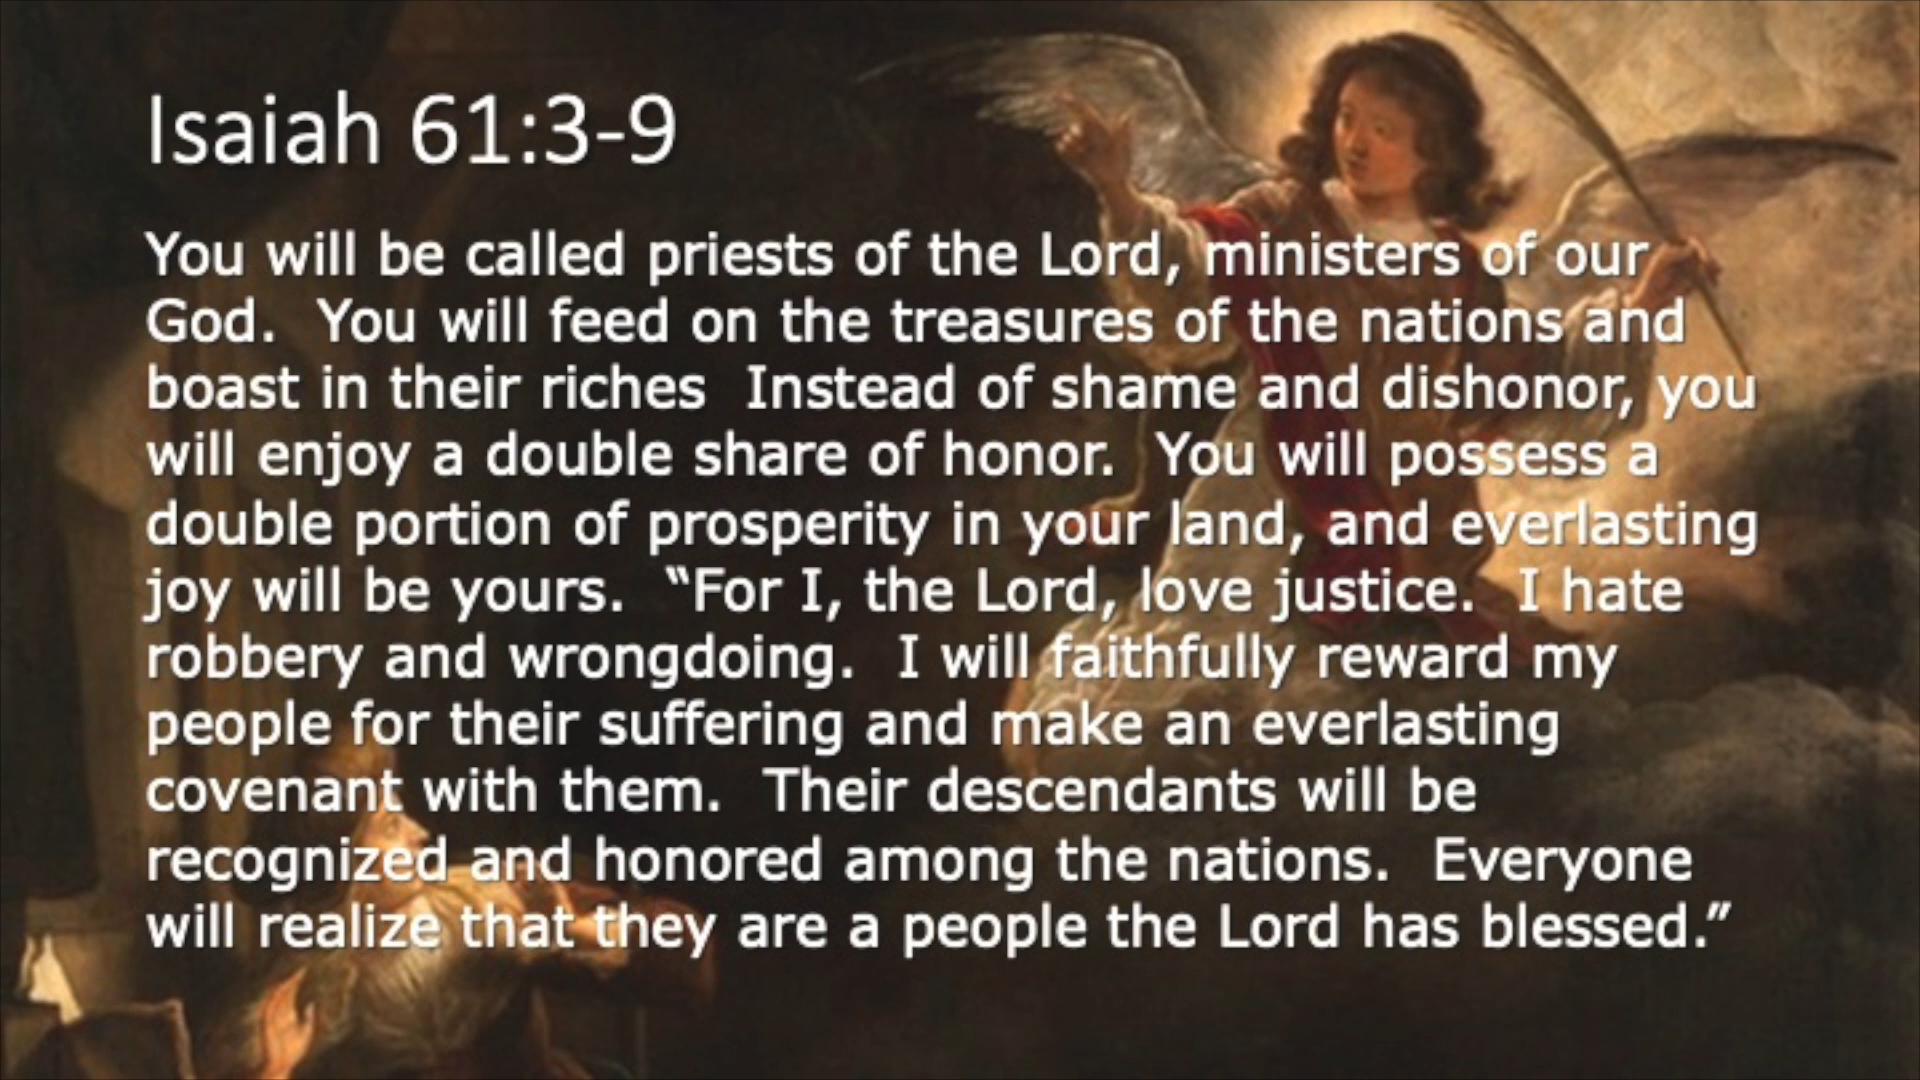 Isaiah 61:3-9
You will be called priests of the Lord, ministers of our
God.  You will feed on the treasures of the nations and
boast in their riches  Instead of shame and dishonor, you
will enjoy a double share of honor.  You will possess a
double portion of prosperity in your land, and everlasting
joy will be yours.  “For I, the Lord, love justice.  I hate
robbery and wrongdoing.  I will faithfully reward my
people for their suffering and make an everlasting
covenant with them.  Their descendants will be
recognized and honored among the nations.  Everyone
will realize that they are a people the Lord has blessed.”